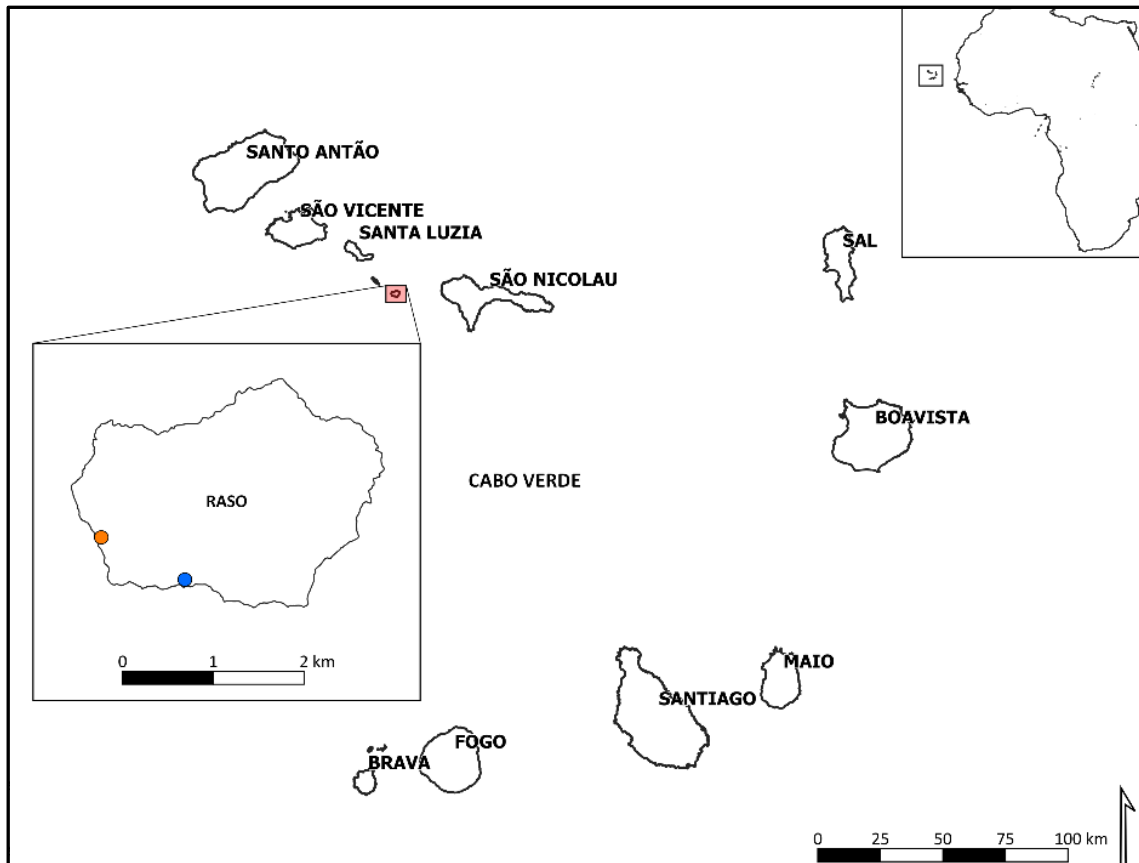 SANTO ANTÃO
SÃO VICENTE
SANTA LUZIA
SAL
SÃO NICOLAU
BOAVISTA
CABO VERDE
RASO
0 1 2 km
MAIO
SANTIAGO
FOGO
BRAVA
0 25 50 75 100 km